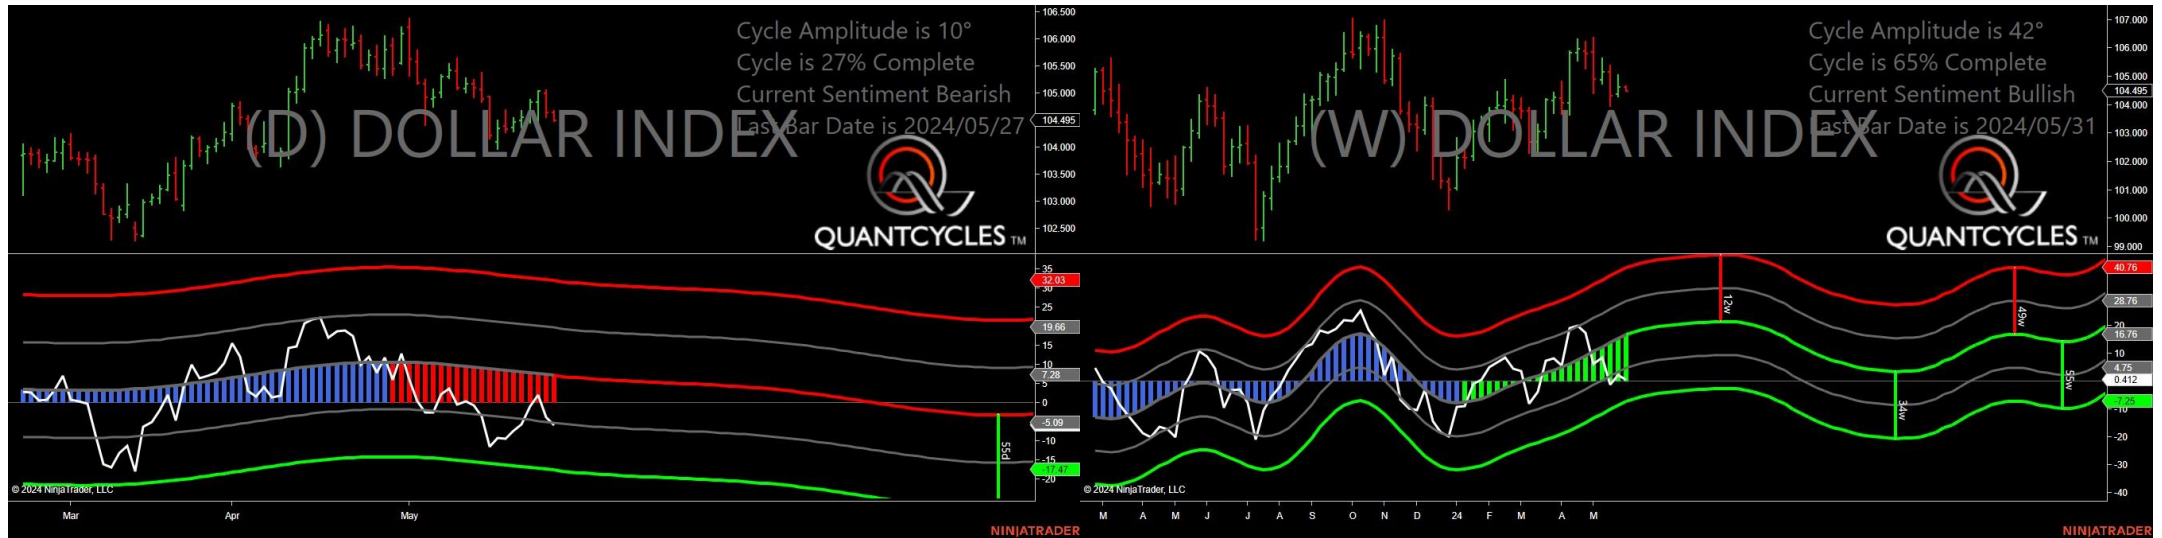 Cycle Amplitude is 10°
Cycle is 27% Complete
Current Sentiment Bearish
Last Bar Date is 2024/05/27
(D) DOLLAR INDEX
QUANTCYCLES TM
106.500
106.000
105.500
105.000
104.495
104.000
103.500
103.000
102.500
35
32.03
30
25
19.66
15
10
7.28
5
0
-5.09
-10
-15
-17.47
-20
55d
© 2024 NinjaTrader, LLC
Mar Apr May
NINJATRADER
Cycle Amplitude is 42°
Cycle is 65% Complete
Current Sentiment Bullish
Last Bar Date is 2024/05/31
(W) DOLLAR INDEX
QUANTCYCLES TM
107.000
106.000
105.000
104.495
104.000
103.000
102.000
101.000
100.000
99.000
40.76
28.76
20
16.76
10
4.75
0.412
-7.25
-10
-20
-30
-40
12w
34w
49w
55w
© 2024 NinjaTrader, LLC
M A M J J A S O N D 24 F M A M
NINJATRADER